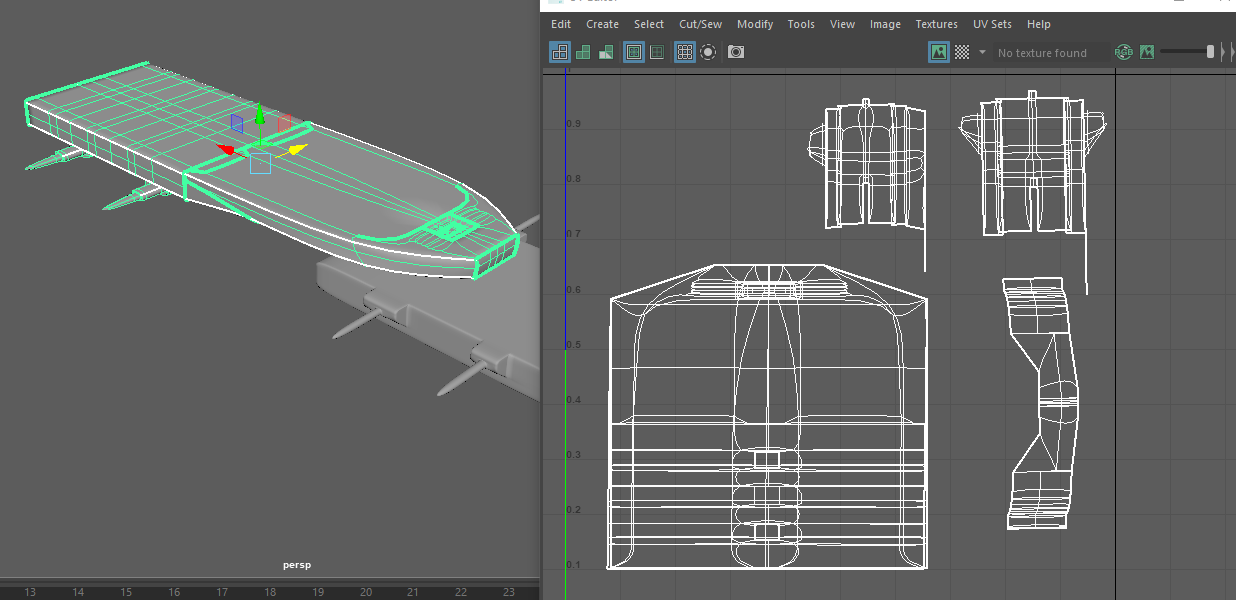 Edit Create Select Cut/Sew Modify Tools View Image Textures UV Sets Help
No texture found
RGB
0.9
0.8
0.7
0.6
0.5
0.4
0.3
0.2
0.1
persp
13 14 15 16 17 18 19 20 21 22 23